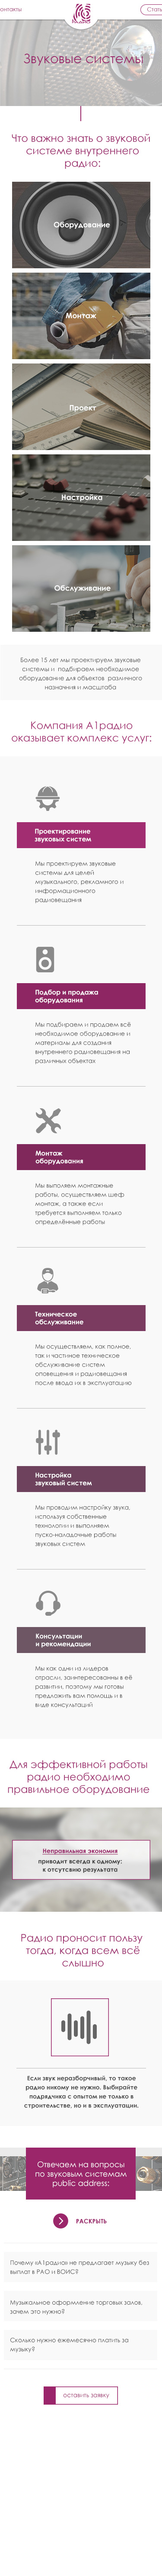 Звуковые системы
Что важно знать о звуковой
системе внутреннего
радио:
Оборудование
Монтаж
Проект
Настройка
Обслуживание
Более 15 лет мы проектируем звуковые
системы и подбираем необходимое
оборудование для объектов различного
назначния и масштаба
Компания А1радио
оказывает комплекс услуг:
Проектирование
звуковых систем
Мы проектируем звуковые
системы для целей
музыкального, рекламного и
информационного
радиовещания
Подбор и продажа
оборудования
Мы подбираем и продаем всё
необходимое оборудование и
материалы для создания
внутреннего радиовещания на
различных объектах
Монтаж
оборудования
Мы выполяем монтажные
работы, осуществляем шеф
монтаж, а также если
требуется выполняем только
определённые работы
Техническое
обслуживание
Мы осуществляем, как полное,
так и частичное техническое
обслуживание систем
оповещения и радиовещания
после ввода их в эксплуатацию
Настройка
звуковый систем
Мы проводим настройку звука,
используя собственные
технологии и выполняем
пуско-наладочные работы
звуковых систем
Консультации
и рекомендации
Мы как одни из лидеров
отрасли, заинтересованны в её
развитии, поэтому мы готовы
предложить вам помощь и в
виде консультаций
Для эффективной работы
радио необходимо
правильное оборудование
Неправильная экономия
приводит всегда к одному:
к отсутсвию результата
Радио проносит пользу
тогда, когда всем всё
слышно
Если звук неразборчивый, то такое
радио никому не нужно. Выбирайте
подрядчика с опытом не только в
строительстве, но и в эксплуатации.
Отвечаем на вопросы
по звуковым системам
public address:
РАСКРЫТЬ
Почему «А1радио» не предлагает музыку без
выплат в РАО и ВОИС?
Музыкальное оформление торговых залов,
зачем это нужно?
Сколько нужно ежемесячно платить за
музыку?
оставить заявку